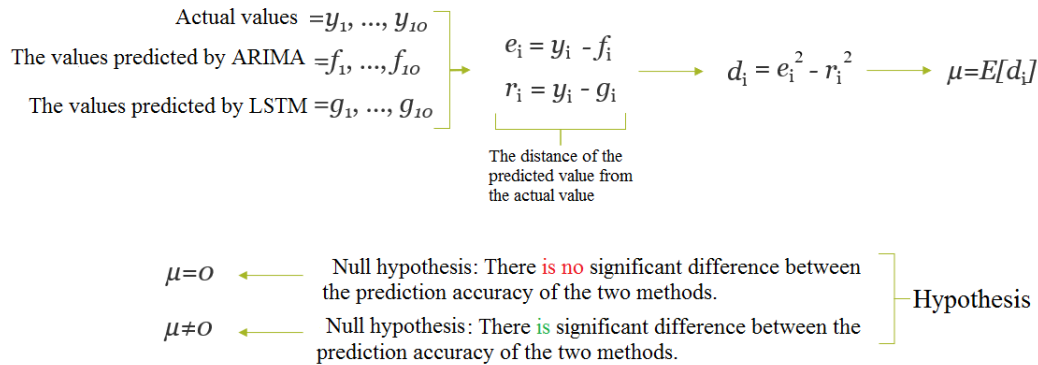 Actual values =y₁, ..., y₁₀
The values predicted by ARIMA =f₁, ...,f₁₀
The values predicted by LSTM =g₁, ..., g₁₀
eᵢ = yᵢ - fᵢ
rᵢ = yᵢ - gᵢ
dᵢ = eᵢ² - rᵢ²
μ=E[dᵢ]
The distance of the
predicted value from
the actual value
μ=0
Null hypothesis: There is no significant difference between
the prediction accuracy of the two methods.
μ≠0
Null hypothesis: There is significant difference between the
prediction accuracy of the two methods.
Hypothesis